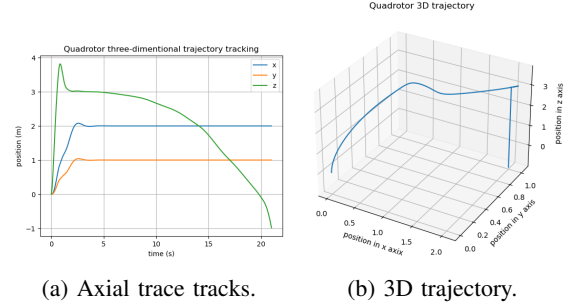 Quadrotor three-dimentional trajectory tracking
x
y
z
4
3
2
1
0
−1
position (m)
0
5
10
15
20
time (s)
(a) Axial trace tracks.
Quadrotor 3D trajectory
3
2
1
0
position in z axis
1.0
0.8
0.6
0.4
0.2
0.0
position in y axis
0.0
0.5
1.0
1.5
2.0
position in x axix
(b) 3D trajectory.